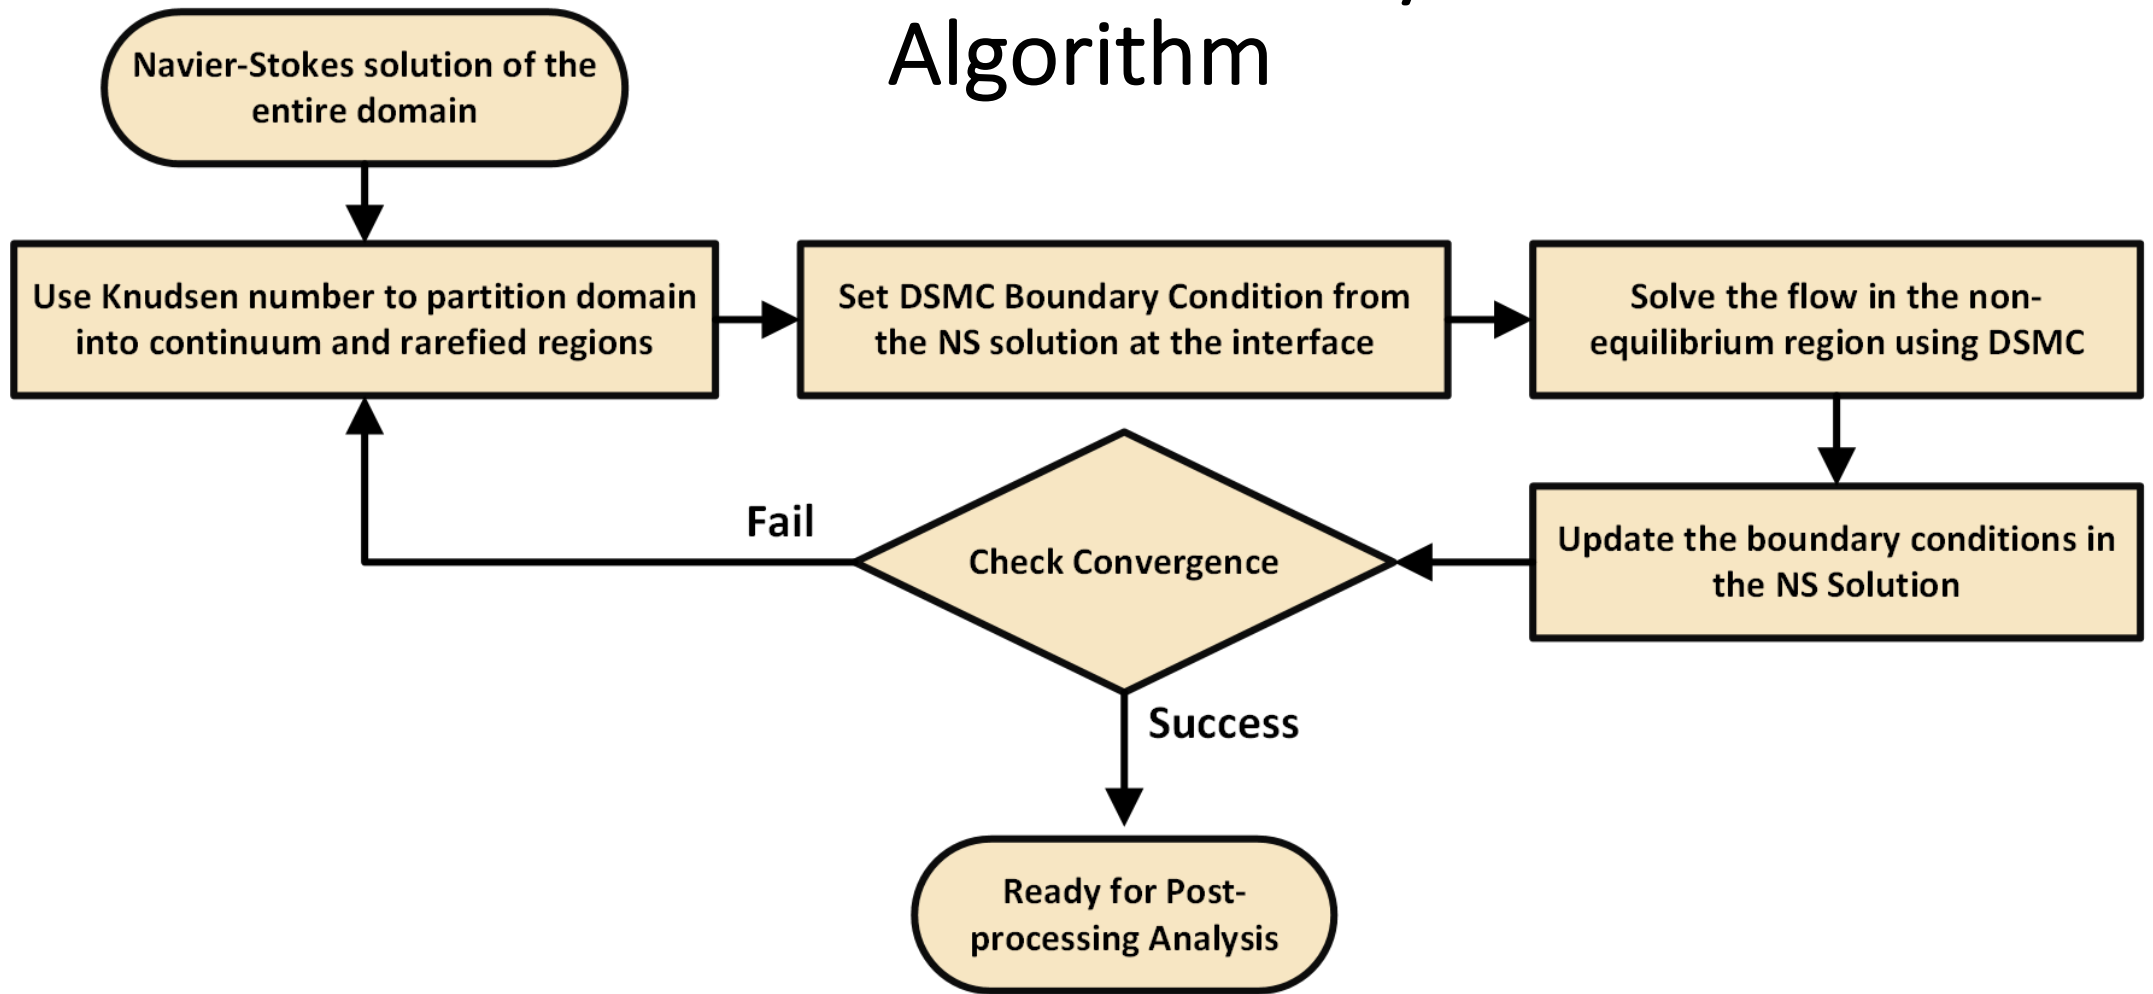 Algorithm
Navier-Stokes solution of the
entire domain
Use Knudsen number to partition domain
into continuum and rarefied regions
Set DSMC Boundary Condition from
the NS solution at the interface
Solve the flow in the non-
equilibrium region using DSMC
Update the boundary conditions in
the NS Solution
Check Convergence
Fail
Success
Ready for Post-
processing Analysis